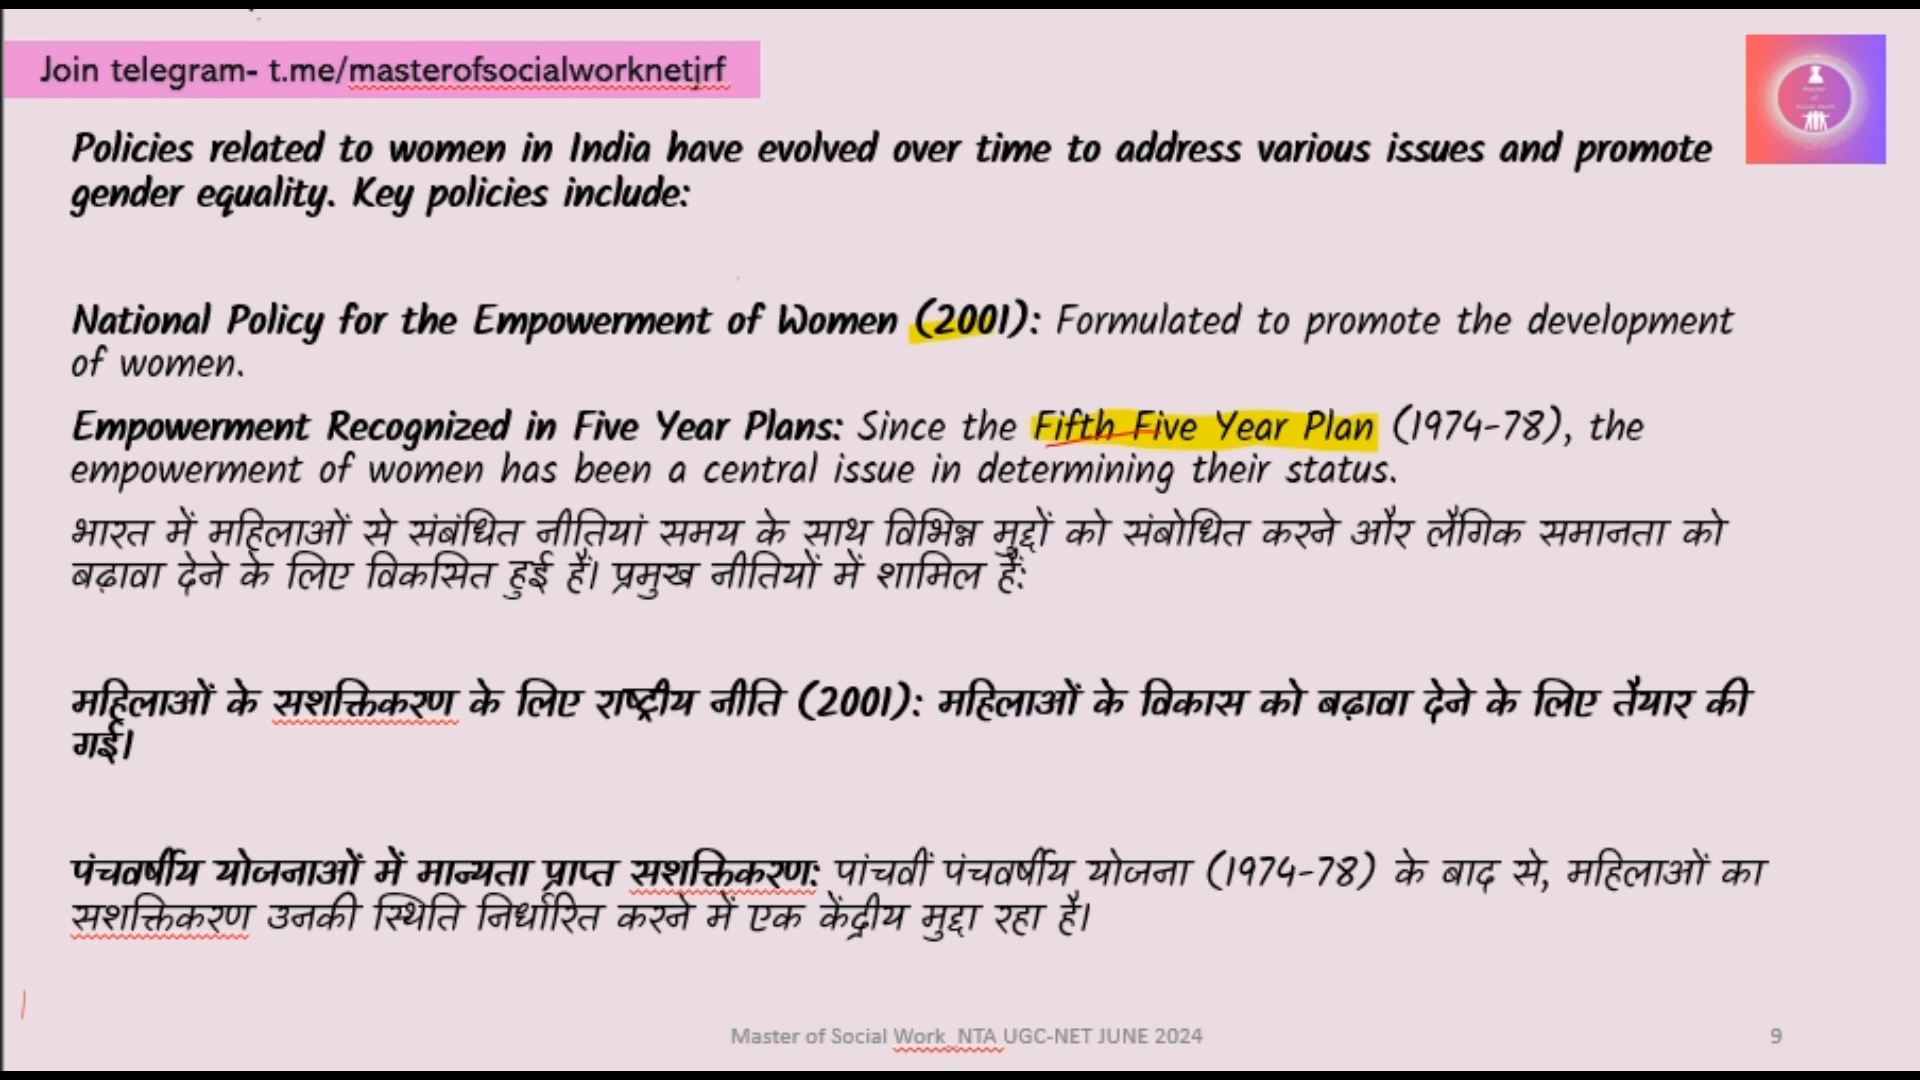 Join telegram- t.me/masterofsocialworknetjrf
Policies related to women in India have evolved over time to address various issues and promote
gender equality. Key policies include:
National Policy for the Empowerment of Women (2001): Formulated to promote the development
of women.
Empowerment Recognized in Five Year Plans: Since the Fifth Five Year Plan (1974-78), the
empowerment of women has been a central issue in determining their status.
भारत में महिलाओं से संबंधित नीतियां समय के साथ विभिन्न मुद्दों को संबोधित करने और लैंगिक समानता को
बढ़ावा देने के लिए विकसित हुई हैं। प्रमुख नीतियों में शामिल हैं:
महिलाओं के सशक्तिकरण के लिए राष्ट्रीय नीति (2001): महिलाओं के विकास को बढ़ावा देने के लिए तैयार की
गई।
पंचवर्षीय योजनाओं में मान्यता प्राप्त सशक्तिकरण: पांचवीं पंचवर्षीय योजना (1974-78) के बाद से, महिलाओं का
सशक्तिकरण उनकी स्थिति निर्धारित करने में एक केंद्रीय मुद्दा रहा है।
Master of Social Work_NTA UGC-NET JUNE 2024
9